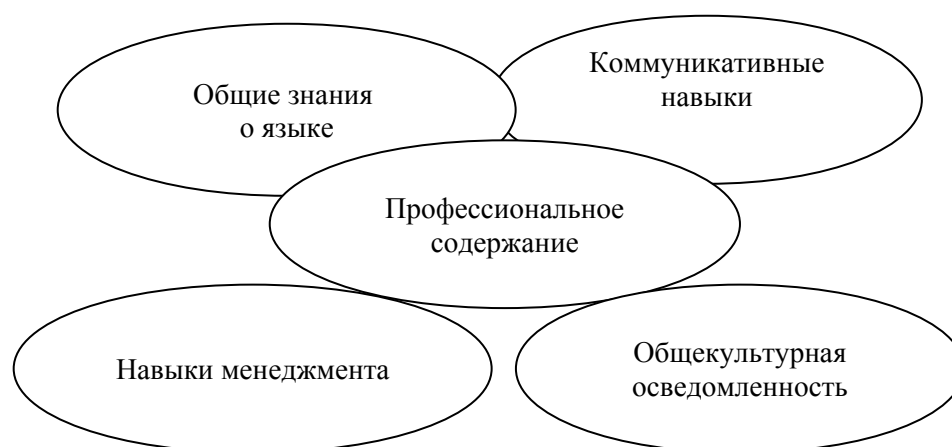 Общие знания
о языке
Коммуникативные
навыки
Профессиональное
содержание
Навыки менеджмента
Общекультурная
осведомленность